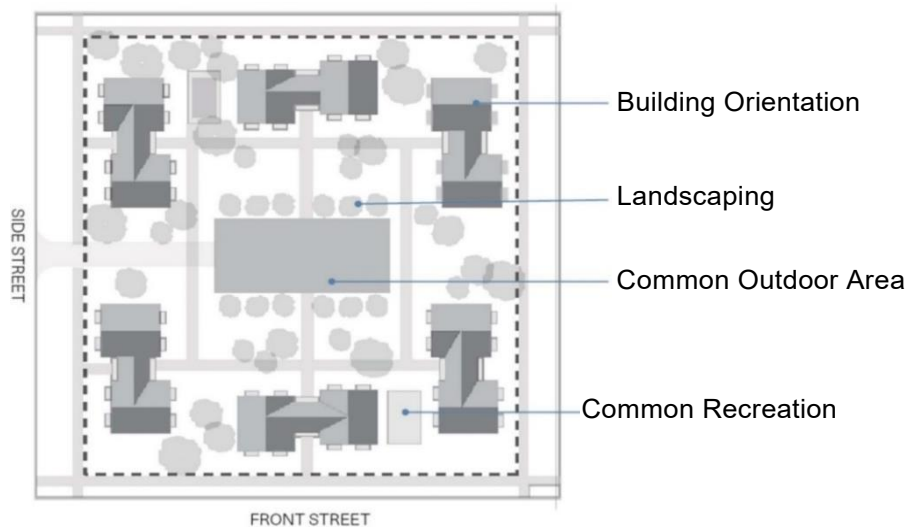 Building Orientation
Landscaping
SIDE STREET
Common Outdoor Area
Common Recreation
FRONT STREET